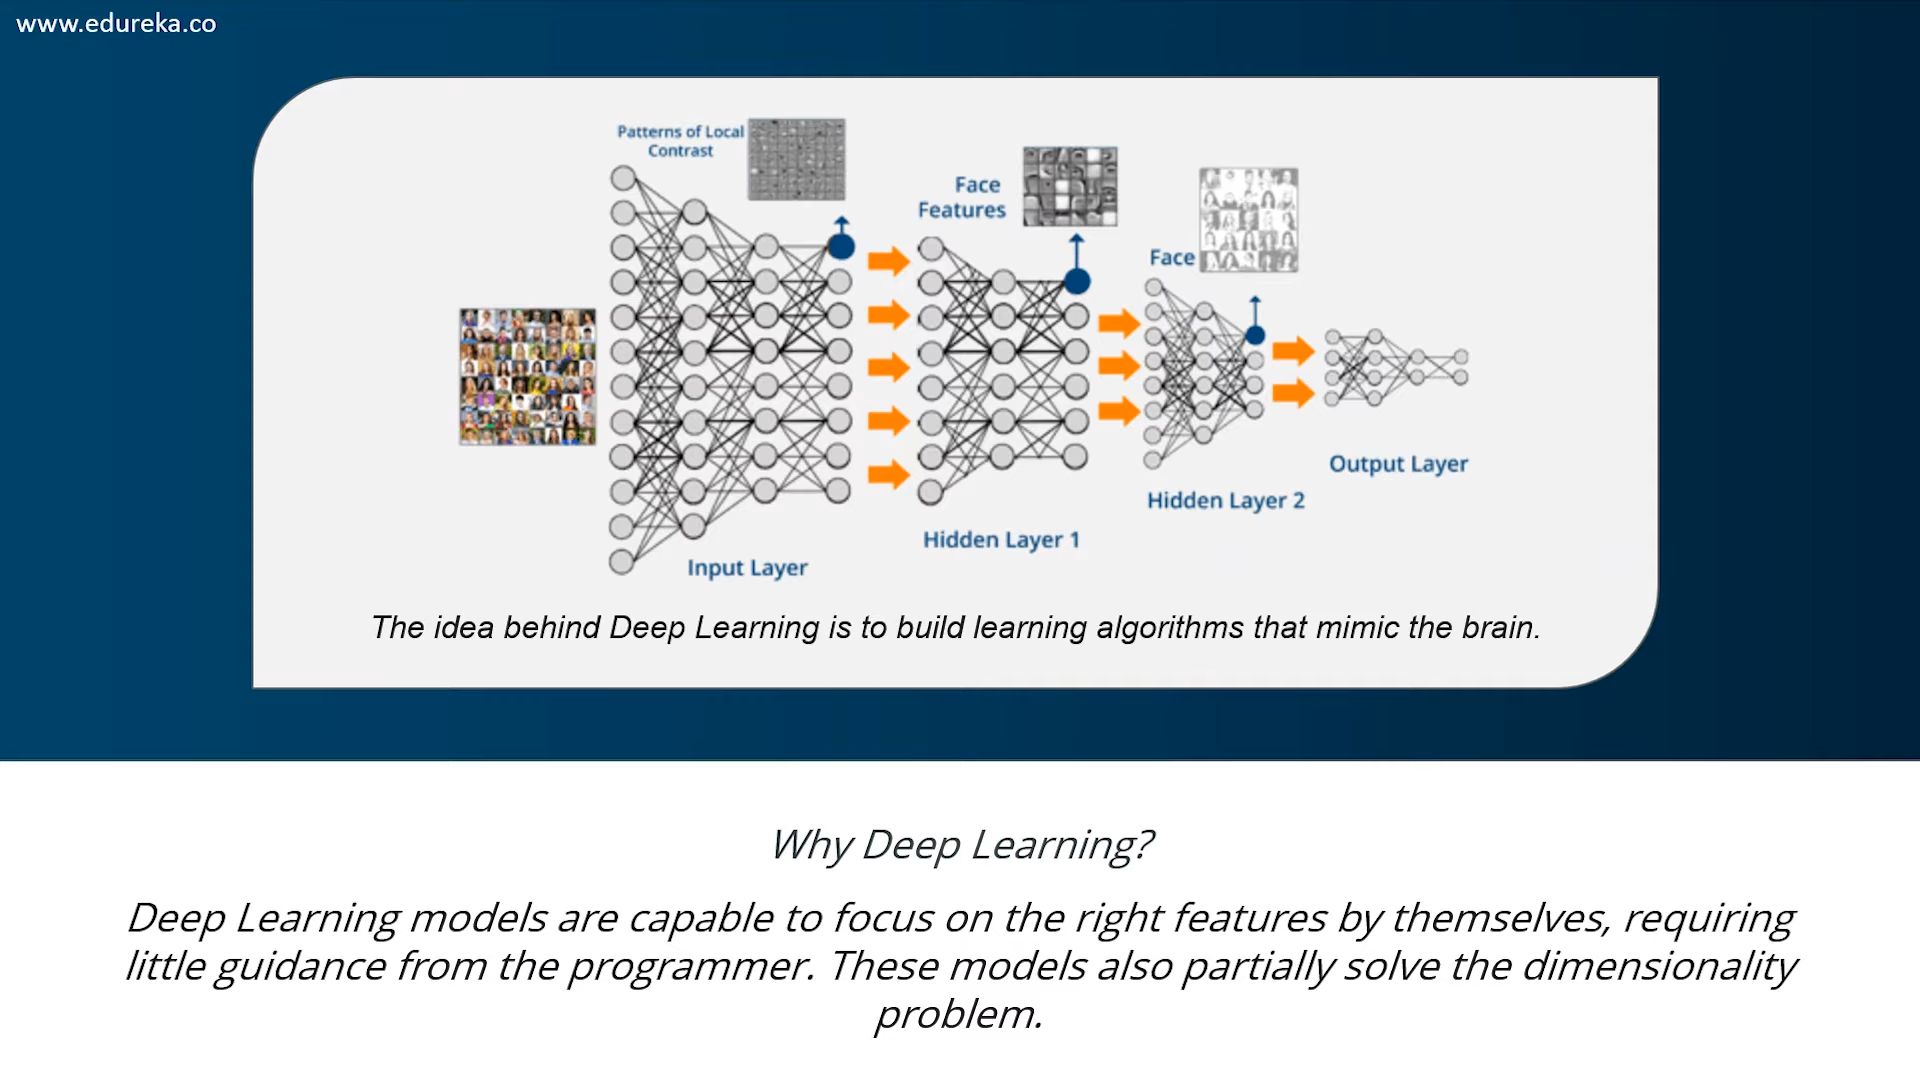 www.edureka.co
Patterns of Local
Contrast
Face
Features
Face
Output Layer
Hidden Layer 2
Hidden Layer 1
Input Layer
The idea behind Deep Learning is to build learning algorithms that mimic the brain.
Why Deep Learning?
Deep Learning models are capable to focus on the right features by themselves, requiring
little guidance from the programmer. These models also partially solve the dimensionality
problem.